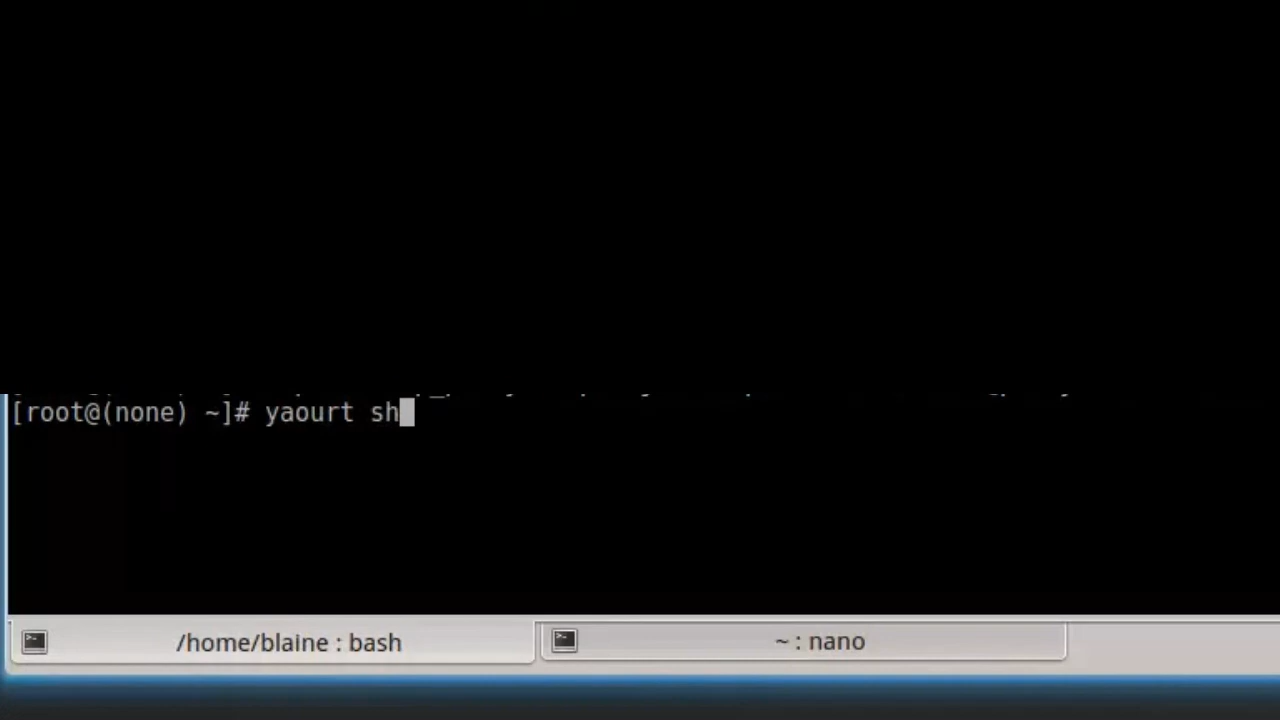 [root@(none) ~]# yaourt sh
/home/blaine : bash
~ : nano